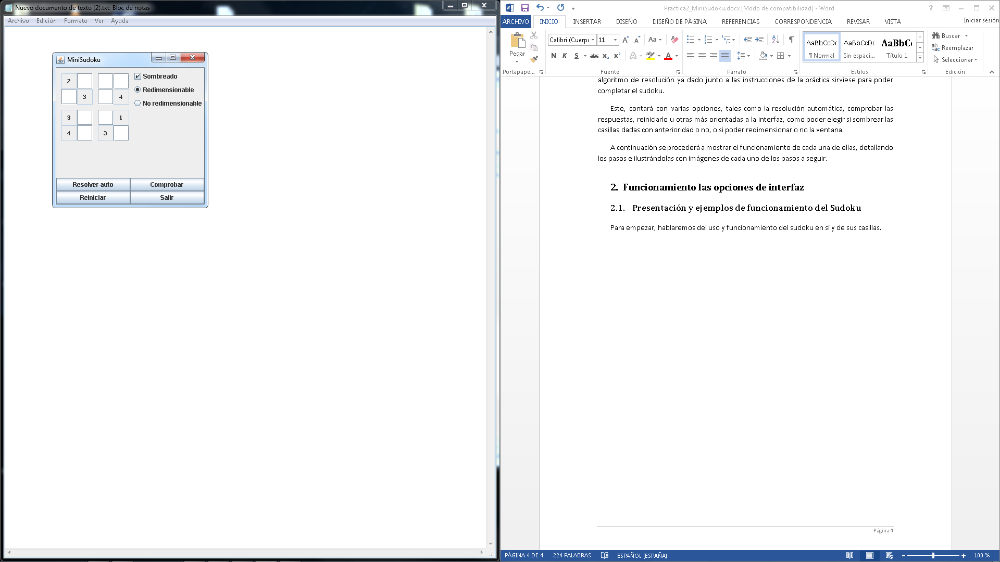 Nuevo documento de texto (2).txt: Bloc de notas
Archivo Edición Formato Ver Ayuda
MiniSudoku
2
3 4
3 1
4 3
Sombreado
Redimensionable
No redimensionable
Resolver auto Comprobar
Reiniciar Salir
Practica2_MiniSudoku.docx [Modo de compatibilidad] - Word
ARCHIVO INICIO INSERTAR DISEÑO DISEÑO DE PÁGINA REFERENCIAS CORRESPONDENCIA REVISAR VISTA Iniciar sesión
Pegar
Calibri (Cuerpo 11
Aa
N K S abc x₂ x²
AaBbCcDc AaBbCcDc AaBbCc
¶ Normal Sin espaci... Título 1
Buscar
Reemplazar
Seleccionar
Portapape... Fuente Párrafo Estilos Edición
algoritmo de resolución ya dado junto a las instrucciones de la práctica sirviese para poder
completar el sudoku.
Este, contará con varias opciones, tales como la resolución automática, comprobar las
respuestas, reiniciarlo u otras más orientadas a la interfaz, como poder elegir si sombrear las
casillas dadas con anterioridad o no, o si poder redimensionar o no la ventana.
A continuación se procederá a mostrar el funcionamiento de cada una de ellas, detallando
los pasos e ilustrándolas con imágenes de cada uno de los pasos a seguir.
2. Funcionamiento las opciones de interfaz
2.1. Presentación y ejemplos de funcionamiento del Sudoku
Para empezar, hablaremos del uso y funcionamiento del sudoku en sí y de sus casillas.
Página 4
PÁGINA 4 DE 4 224 PALABRAS ESPAÑOL (ESPAÑA) 100 %